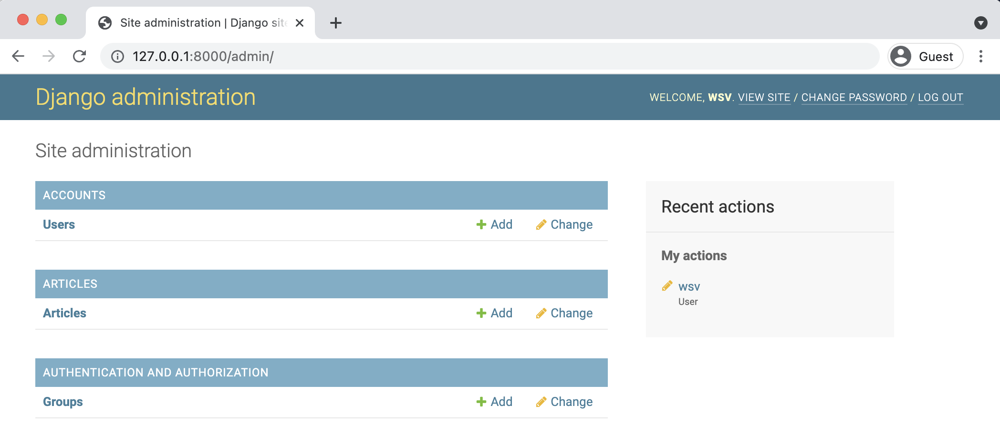 Site administration | Django site
127.0.0.1:8000/admin/
Guest
Django administration
WELCOME, WSV. VIEW SITE / CHANGE PASSWORD / LOG OUT
Site administration
ACCOUNTS
Users Add Change
ARTICLES
Articles Add Change
AUTHENTICATION AND AUTHORIZATION
Groups Add Change
Recent actions
My actions
wsv
User